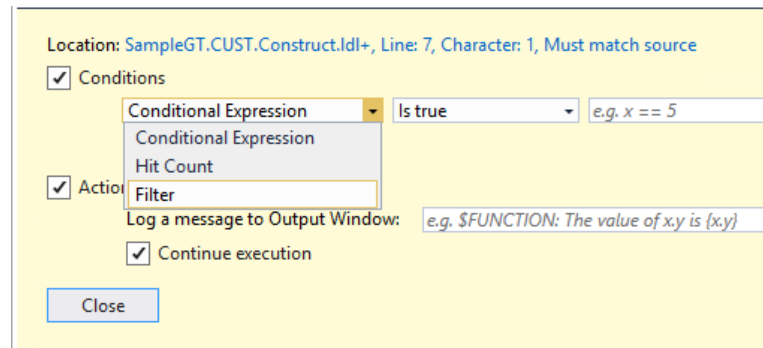 Location: SampleGT.CUST.Construct.ldl+, Line: 7, Character: 1, Must match source
Conditions
Conditional Expression Is true e.g. x == 5
Conditional Expression
Hit Count
Actio
Filter
Log a message to Output Window: e.g. $FUNCTION: The value of x.y is {x.y}
Continue execution
Close